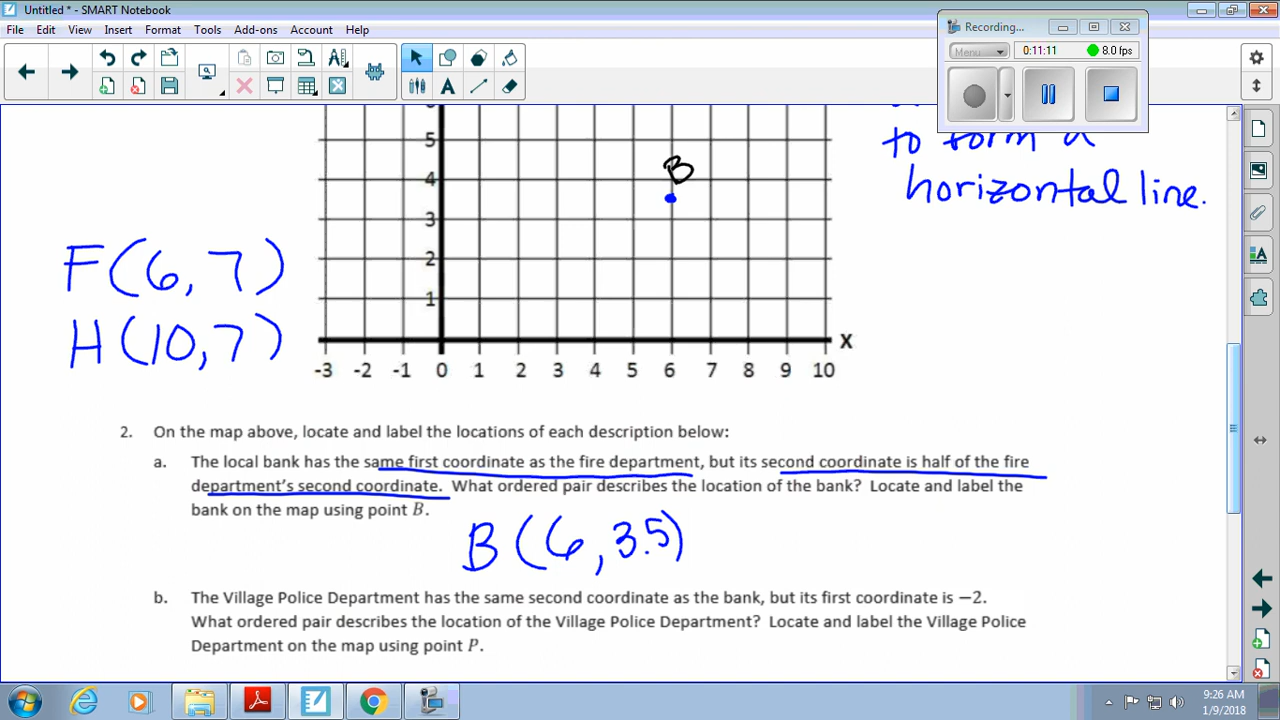 Untitled * - SMART Notebook
File Edit View Insert Format Tools Add-ons Account Help
Recording...
Menu 0:11:11 8.0 fps
to form a
horizontal line.
B
5
4
3
2
1
F(6,7)
H(10,7)
X
-3 -2 -1 0 1 2 3 4 5 6 7 8 9 10
2. On the map above, locate and label the locations of each description below:
a. The local bank has the same first coordinate as the fire department, but its second coordinate is half of the fire
department's second coordinate. What ordered pair describes the location of the bank? Locate and label the
bank on the map using point B.
B (6, 3.5)
b. The Village Police Department has the same second coordinate as the bank, but its first coordinate is −2.
What ordered pair describes the location of the Village Police Department? Locate and label the Village Police
Department on the map using point P.
9:26 AM
1/9/2018